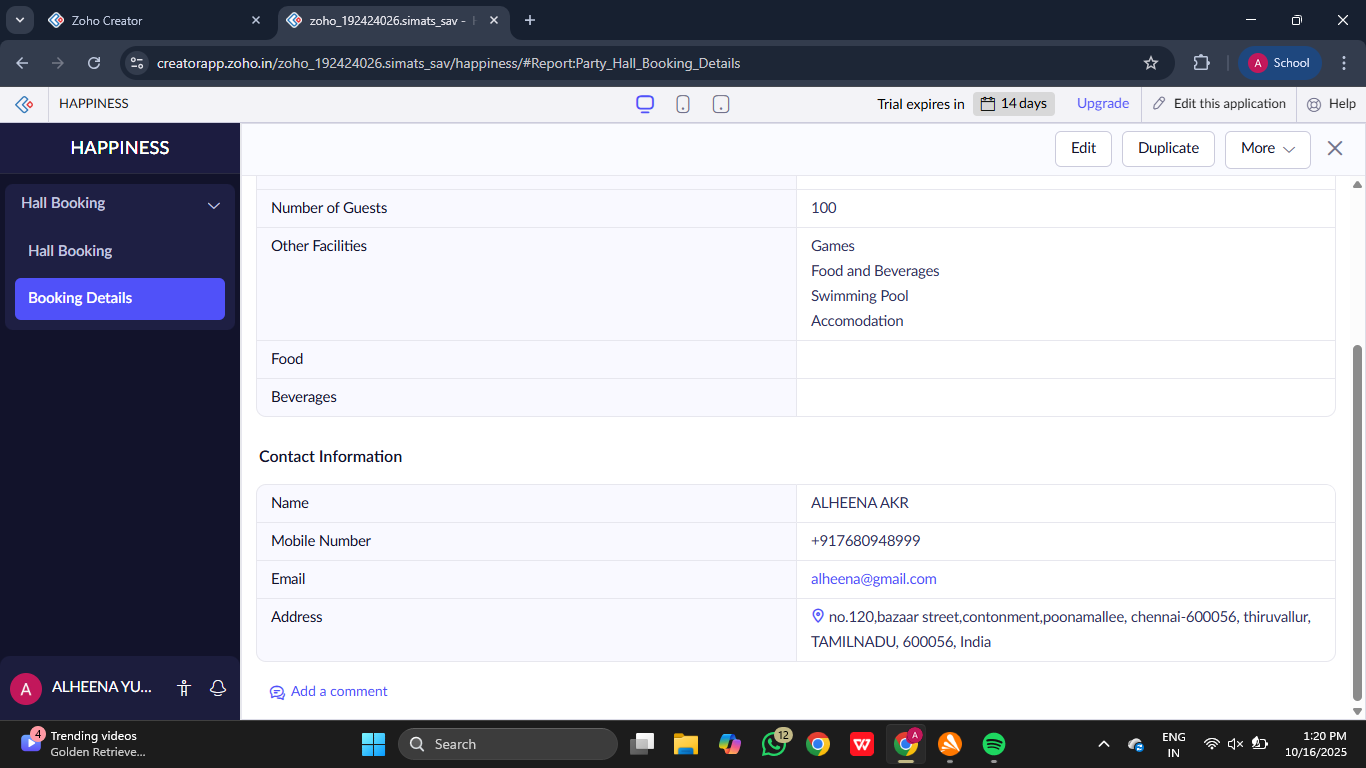 Zoho Creator
zoho_192424026.simats_sav -
creatorapp.zoho.in/zoho_192424026.simats_sav/happiness/#Report:Party_Hall_Booking_Details
A School
HAPPINESS
Trial expires in 14 days
Upgrade
Edit this application
Help
HAPPINESS
Hall Booking
Hall Booking
Booking Details
Edit
Duplicate
More
Number of Guests 100
Other Facilities Games
Food and Beverages
Swimming Pool
Accomodation
Food
Beverages
Contact Information
Name ALHEENA AKR
Mobile Number +917680948999
Email alheena@gmail.com
Address no.120,bazaar street,contonment,poonamallee, chennai-600056, thiruvallur,
TAMILNADU, 600056, India
Add a comment
A ALHEENA YU...
4 Trending videos
Golden Retrieve...
Search
12
A
ENG
IN
1:20 PM
10/16/2025